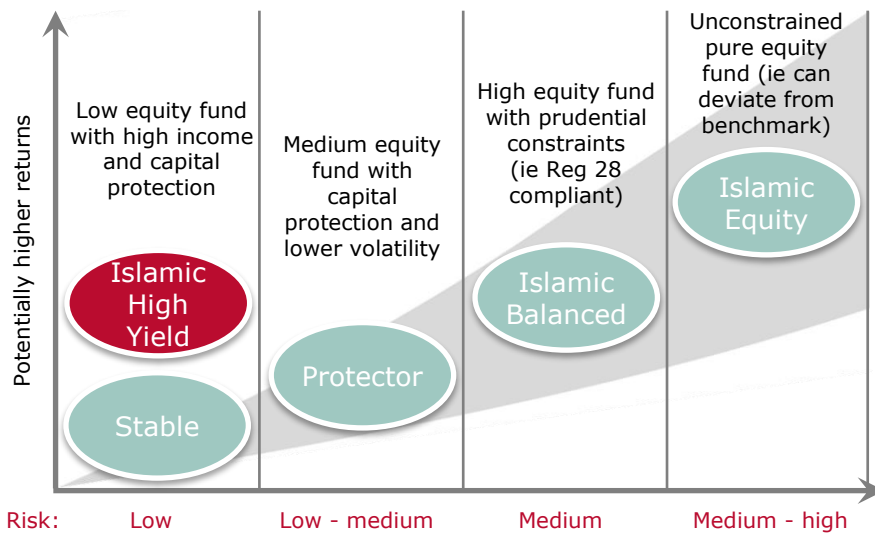 Potentially higher returns
Low equity fund
with high income
and capital
protection
Islamic
High
Yield
Stable
Medium equity
fund with
capital
protection and
lower volatility
Protector
High equity fund
with prudential
constraints
(ie Reg 28
compliant)
Islamic
Balanced
Unconstrained
pure equity
fund (ie can
deviate from
benchmark)
Islamic
Equity
Risk:
Low
Low - medium
Medium
Medium - high